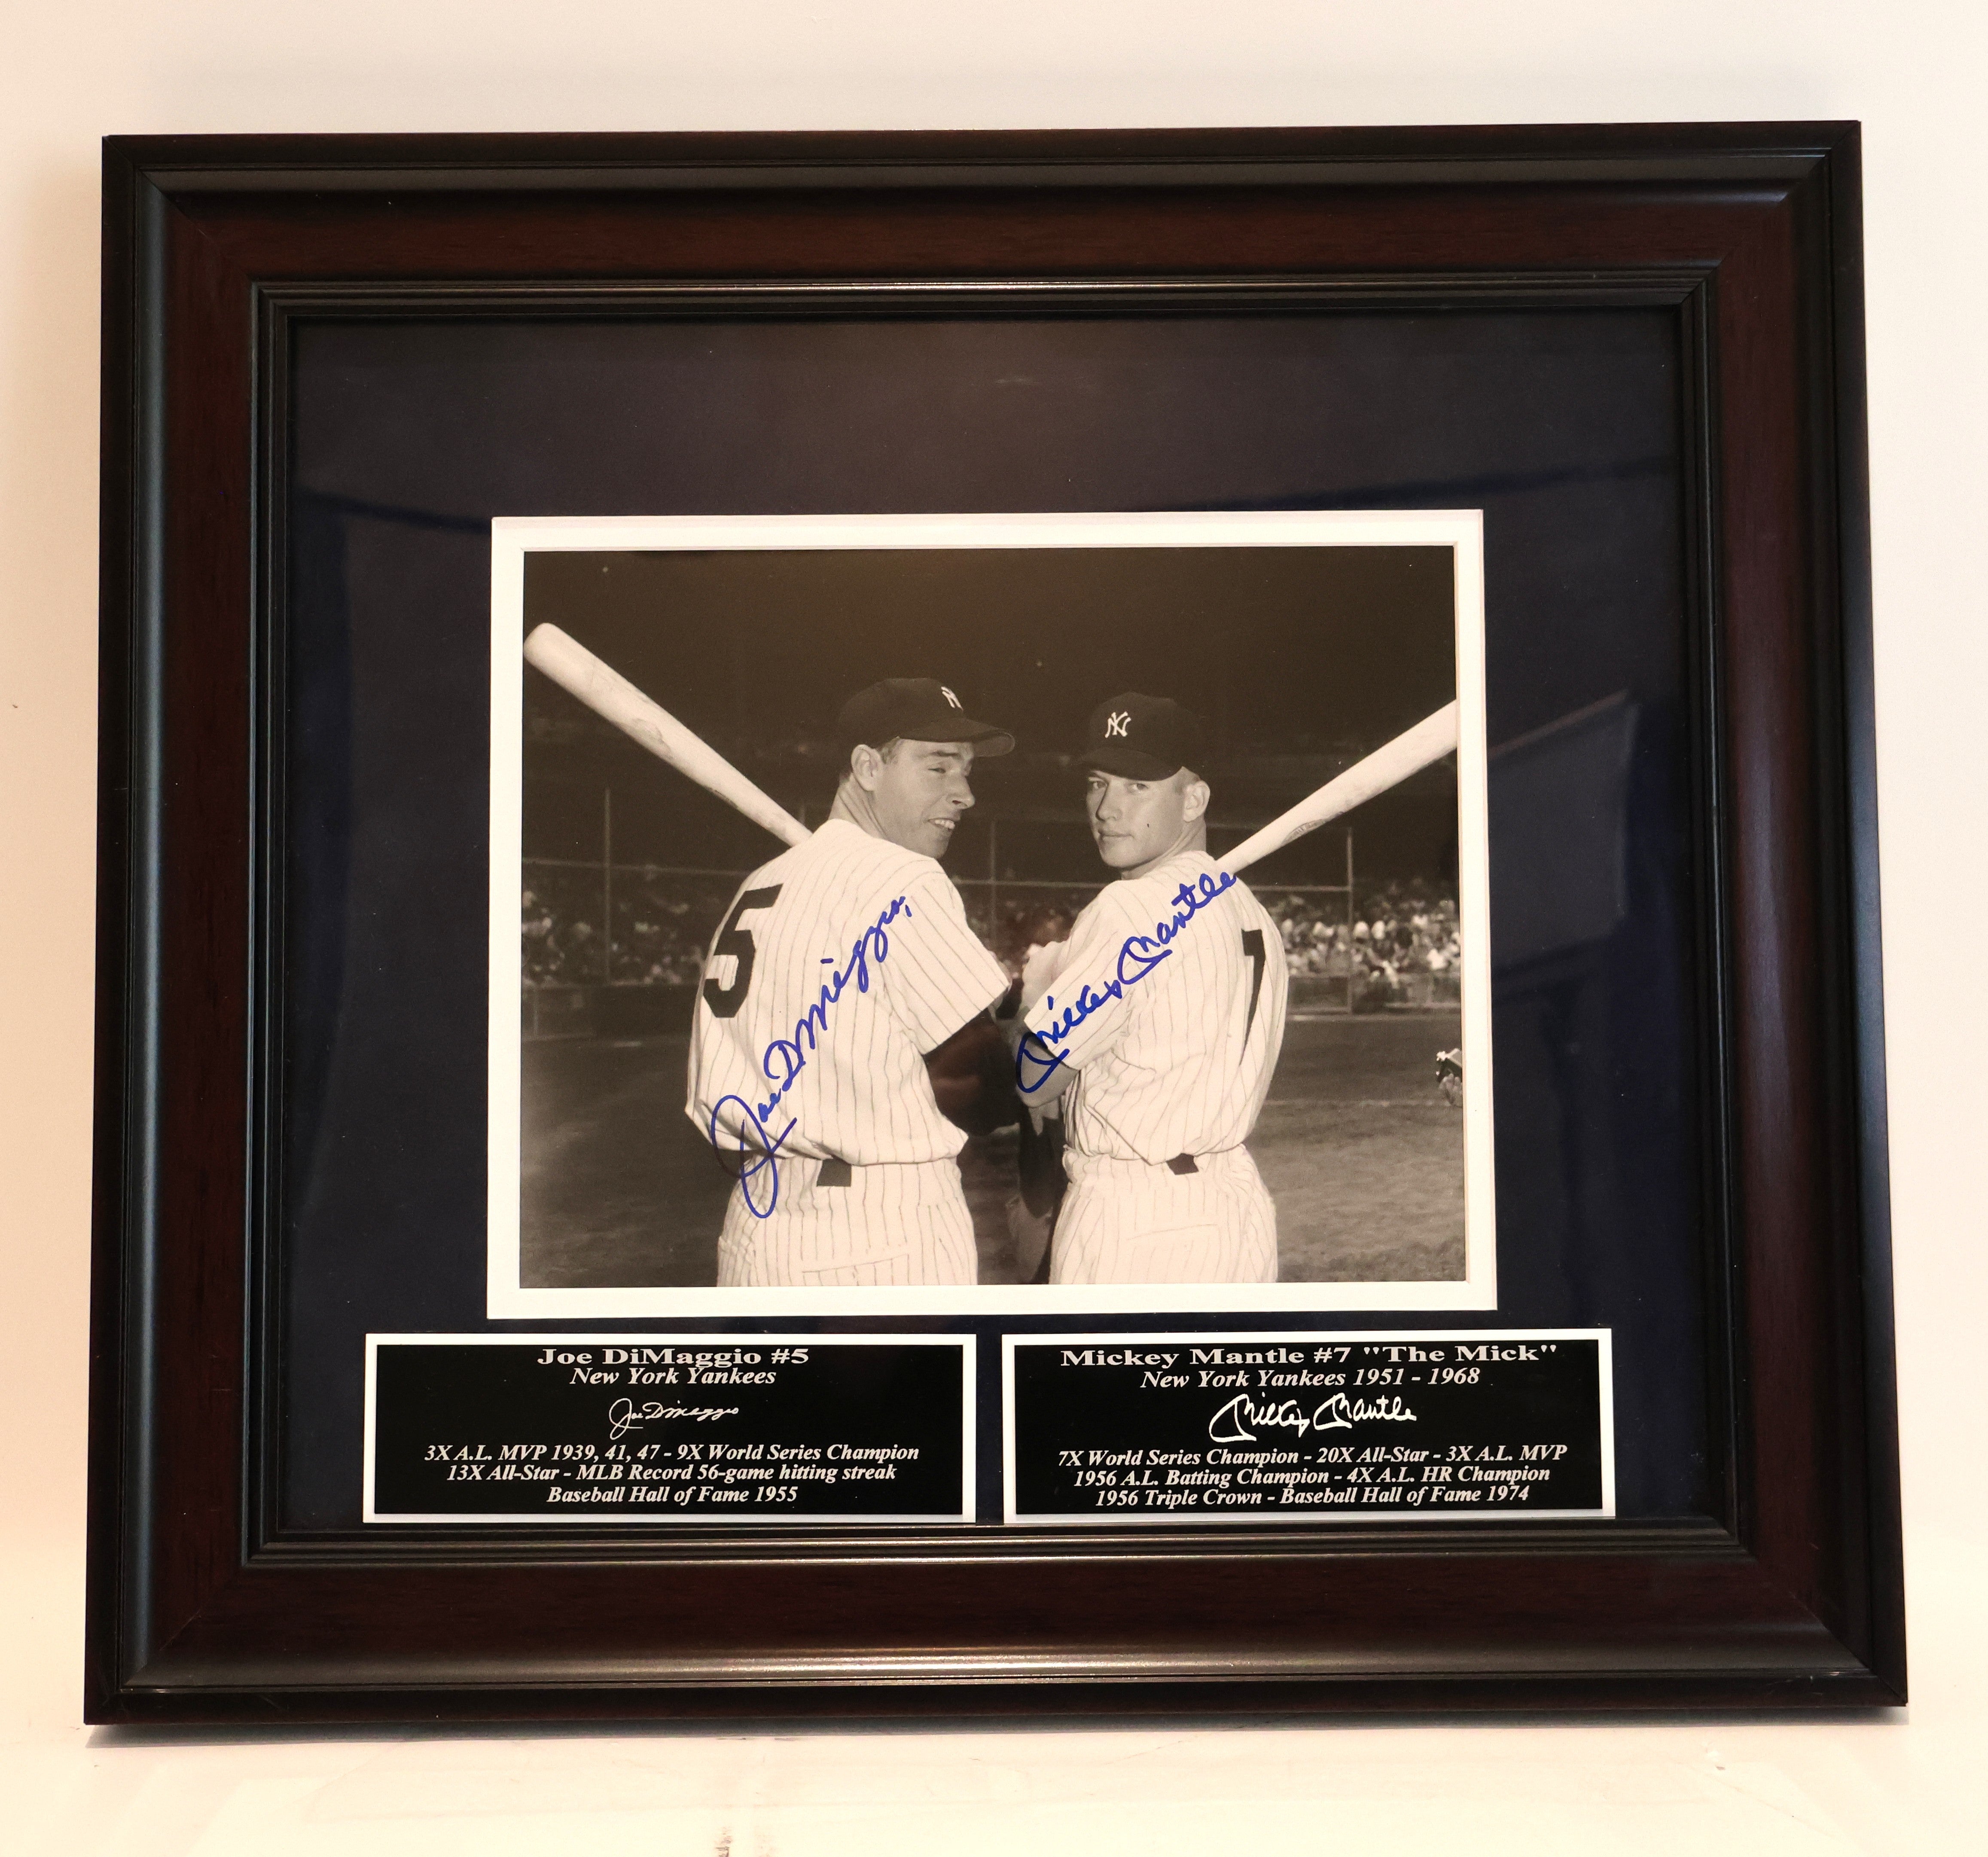 NY
NY
5
7
Joe DiMaggio
Mickey Mantle
Joe DiMaggio #5
New York Yankees
Joe DiMaggio
3X A.L. MVP 1939, 41, 47 - 9X World Series Champion
13X All-Star - MLB Record 56-game hitting streak
Baseball Hall of Fame 1955
Mickey Mantle #7 "The Mick"
New York Yankees 1951 - 1968
Mickey Mantle
7X World Series Champion - 20X All-Star - 3X A.L. MVP
1956 A.L. Batting Champion - 4X A.L. HR Champion
1956 Triple Crown - Baseball Hall of Fame 1974